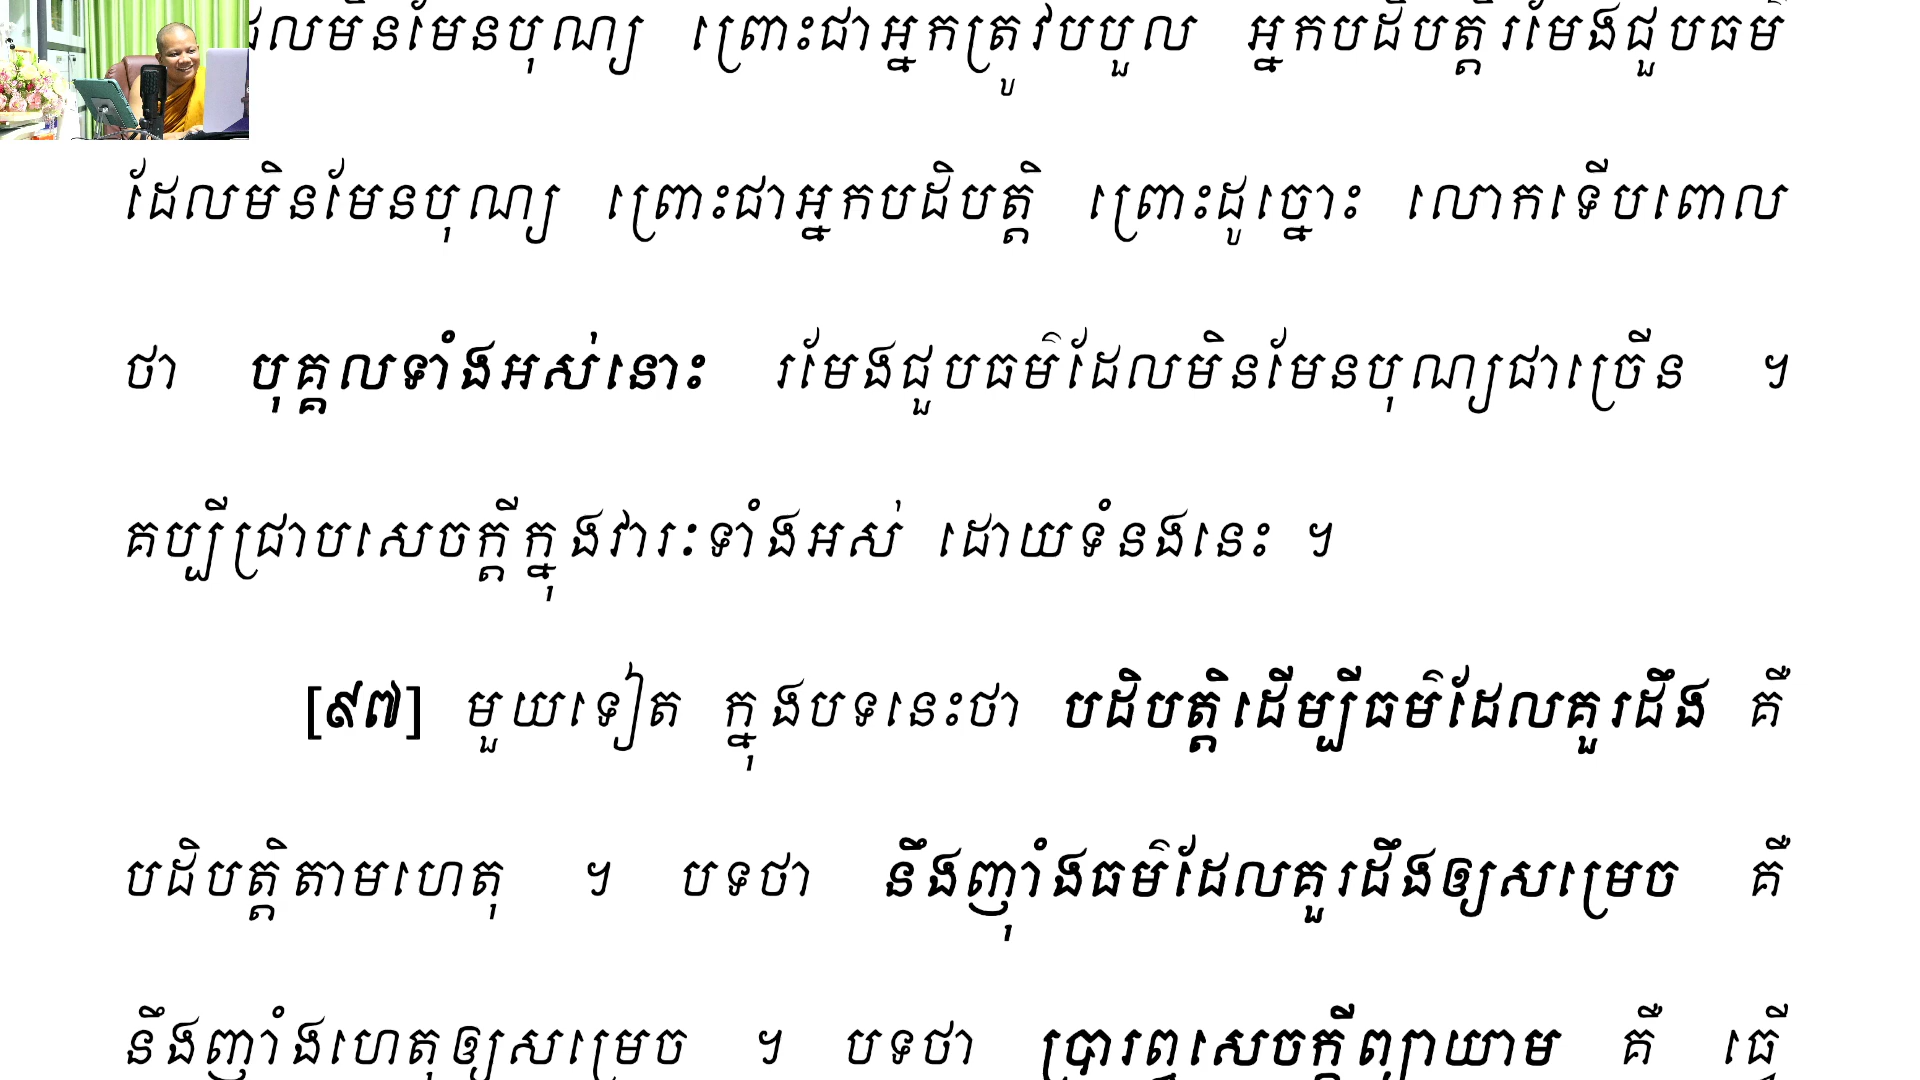 ដែលមិនមែនបុណ្យ ព្រោះជាអ្នកត្រូវបបួល អ្នកបដិបត្តិរមែងជួបធម៌
ដែលមិនមែនបុណ្យ ព្រោះជាអ្នកបដិបត្តិ ព្រោះដូច្នោះ លោកទើបពោល
ថា បុគ្គលទាំងអស់នោះ រមែងជួបធម៌ដែលមិនមែនបុណ្យជាច្រើន ។
គប្បីជ្រាបសេចក្តីក្នុងវារៈទាំងអស់ ដោយទំនងនេះ ។
[៩៧] មួយទៀត ក្នុងបទនេះថា បដិបត្តិដើម្បីធម៌ដែលគួរដឹង គឺ
បដិបត្តិតាមហេតុ ។ បទថា នឹងញ៉ាំងធម៌ដែលគួរដឹងឲ្យសម្រេច គឺ
នឹងញ៉ាំងហេតុឲ្យសម្រេច ។ បទថា ប្រារព្ធសេចក្តីព្យាយាម គឺ ធ្វើ